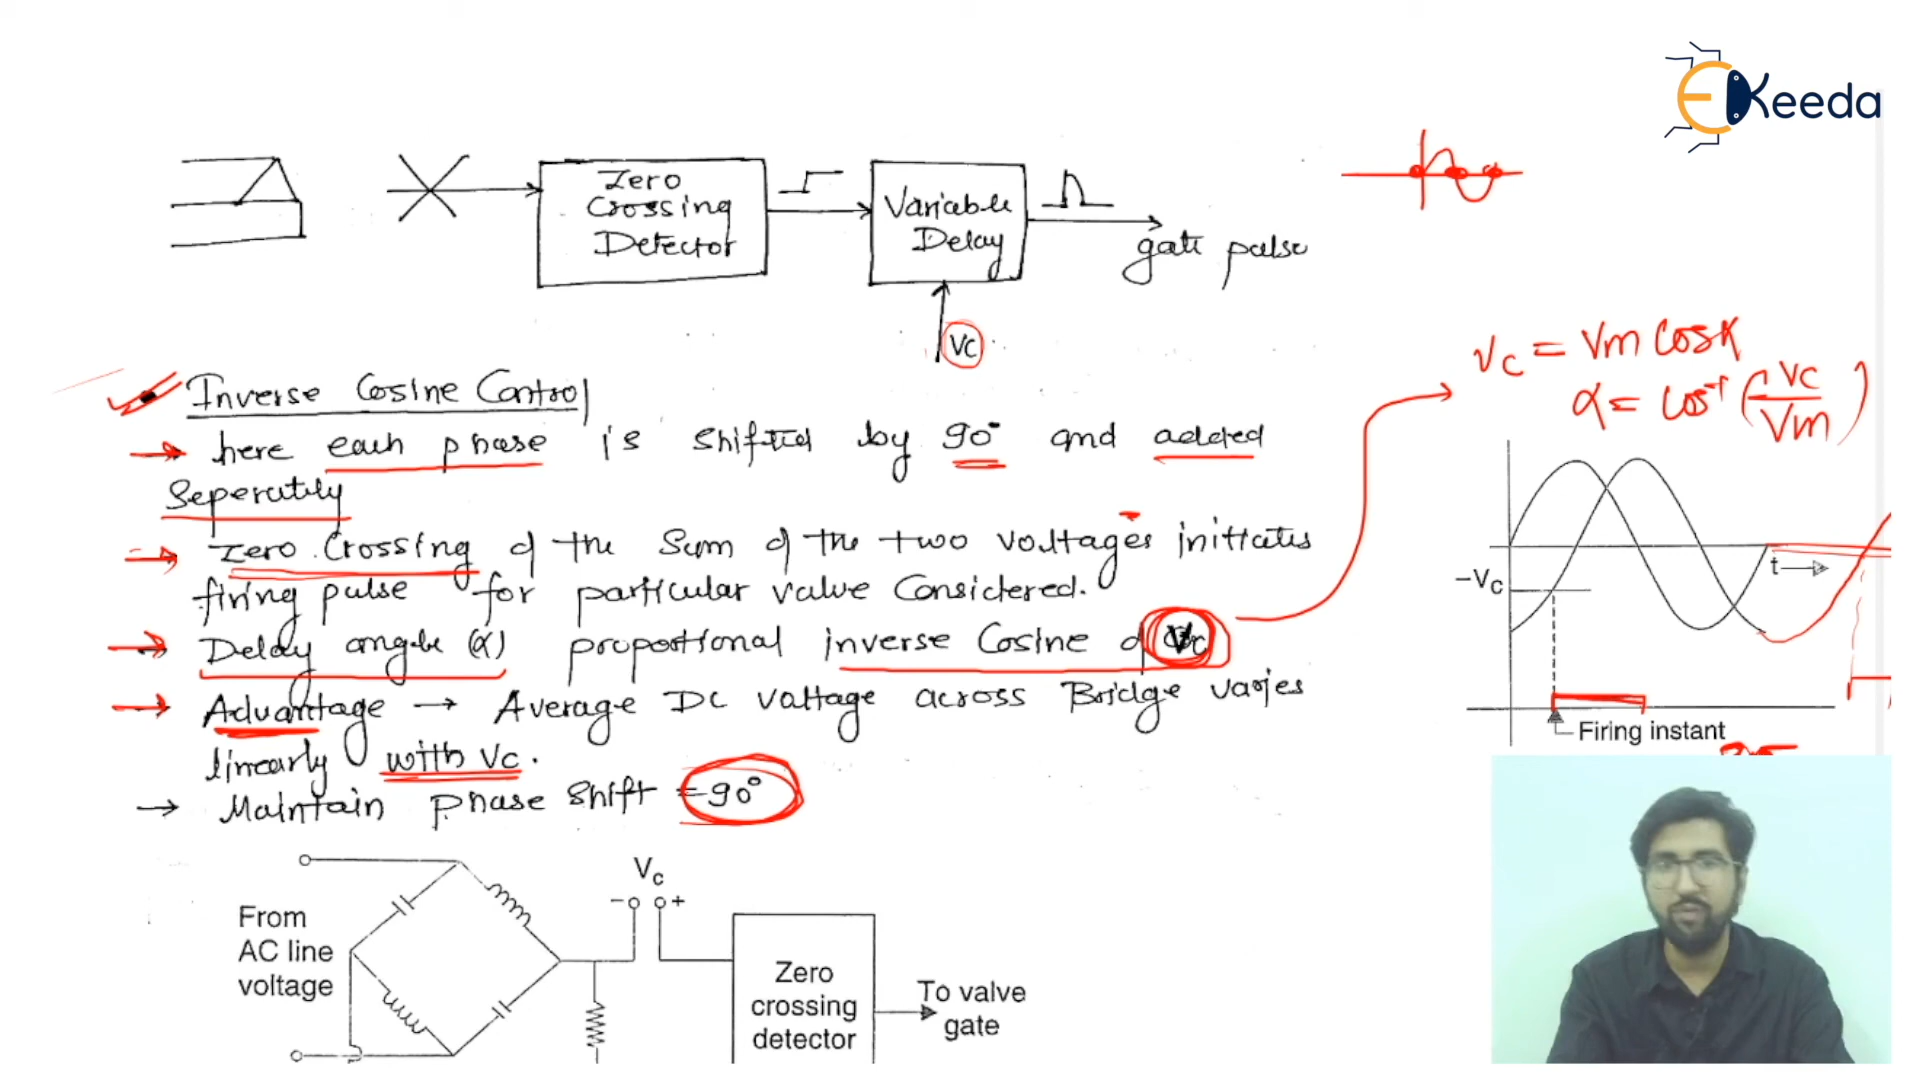 EKeeda
Zero
Crossing
Detector
Variable
Delay
gate pulse
Vc
Inverse Cosine Control
Vc = Vm Cosα
α = Cos⁻¹ (Vc/Vm)
→ here each phase is shifted by 90° and added
Seperately
→ Zero Crossing of the Sum of the two voltages initiates
firing pulse for particular value Considered.
→ Delay angle (α) proportional inverse Cosine of Vc
→ Advantage → Average DC voltage across Bridge varies
linearly with Vc.
→ Maintain phase shift = 90°
−Vc
t
Firing instant
From
AC line
voltage
Vc
- +
Zero
crossing
detector
To valve
gate